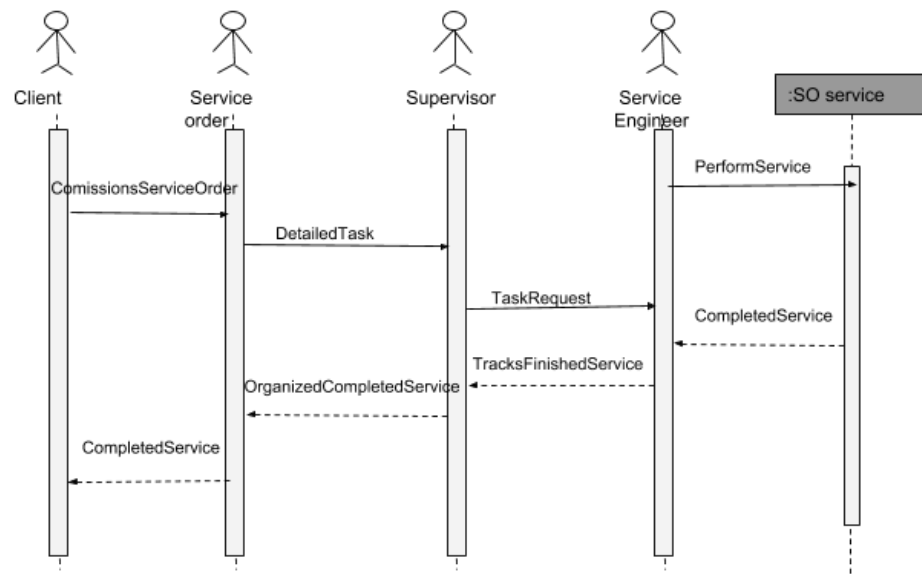 Client
Service
order
Supervisor
Service
Engineer
:SO service
PerformService
ComissionsServiceOrder
DetailedTask
TaskRequest
CompletedService
TracksFinishedService
OrganizedCompletedService
CompletedService